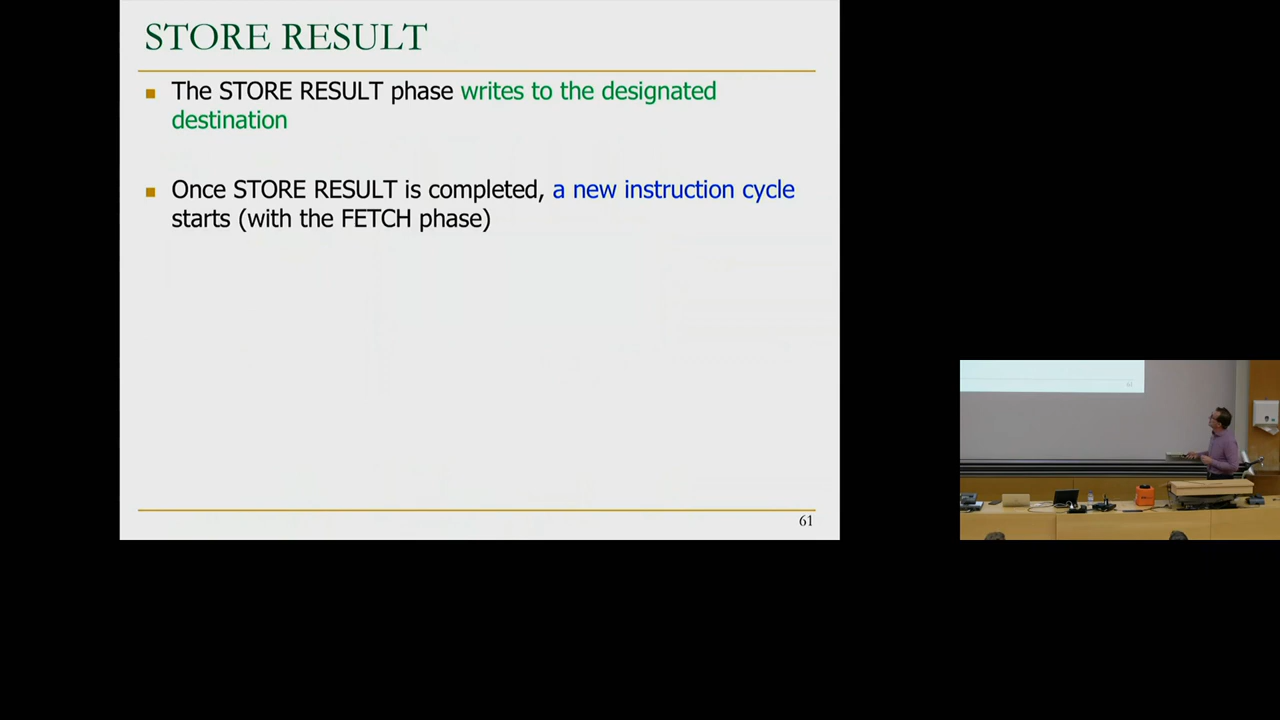 STORE RESULT
The STORE RESULT phase writes to the designated
destination
Once STORE RESULT is completed, a new instruction cycle
starts (with the FETCH phase)
61